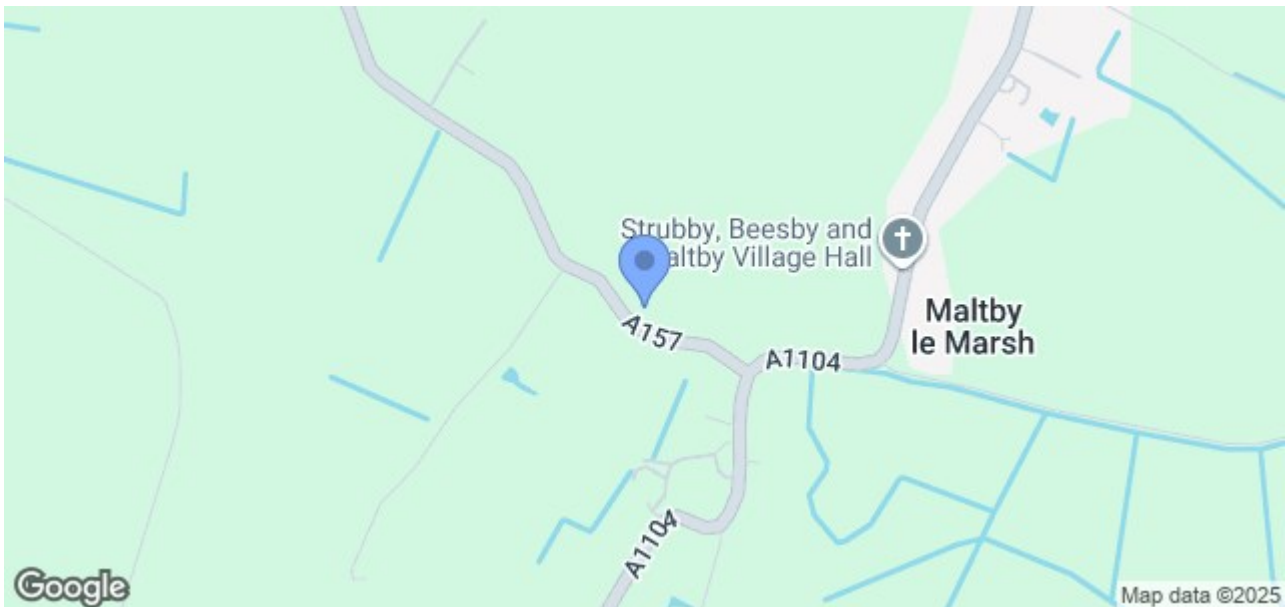 Strubby, Beesby and
altby Village Hall
A157
A1104
Maltby
le Marsh
A1104
Google
Map data ©2025